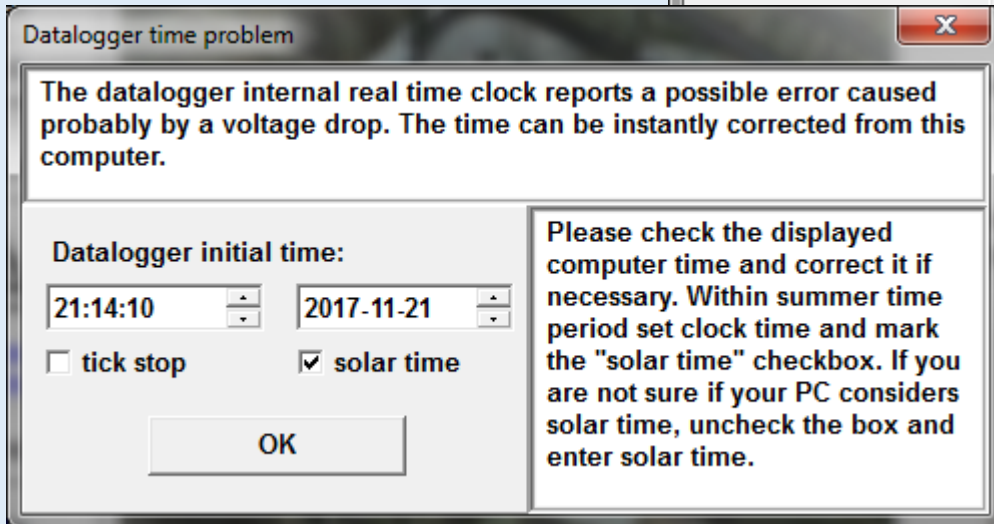 Datalogger time problem
The datalogger internal real time clock reports a possible error caused
probably by a voltage drop. The time can be instantly corrected from this
computer.
Datalogger initial time:
21:14:10
2017-11-21
tick stop
solar time
OK
Please check the displayed
computer time and correct it if
necessary. Within summer time
period set clock time and mark
the "solar time" checkbox. If you
are not sure if your PC considers
solar time, uncheck the box and
enter solar time.